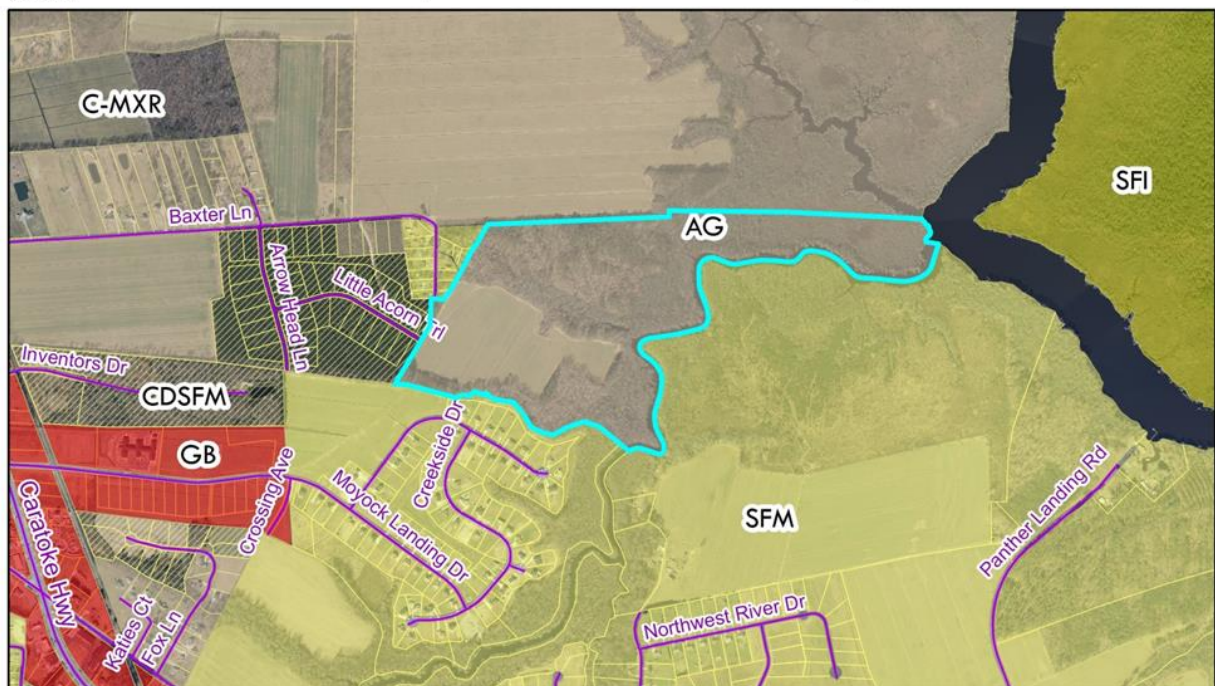 C-MXR
SFI
Baxter Ln
AG
Arrow Head Ln
Little Acorn Trl
Inventors Dr
CDSFM
GB
Creekside Dr
Crossing Ave
Moyock Landing Dr
SFM
Caratoke Hwy
Panther Landing Rd
Katies Ct
Fox Ln
Northwest River Dr